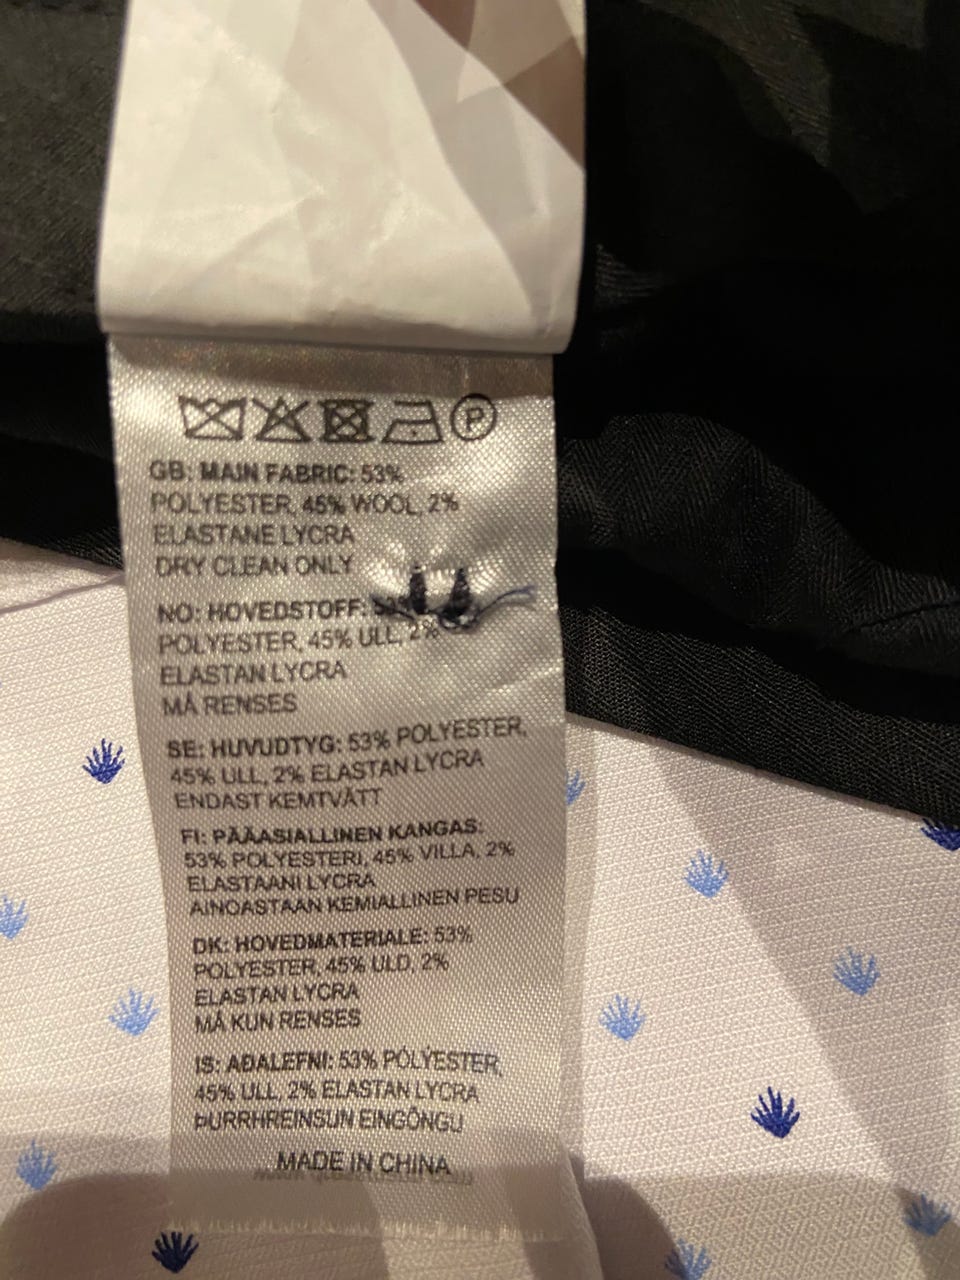 P
GB: MAIN FABRIC: 53%
POLYESTER, 45% WOOL, 2%
ELASTANE LYCRA
DRY CLEAN ONLY
NO: HOVEDSTOFF:
POLYESTER, 45% ULL, 2%
ELASTAN LYCRA
MÅ RENSES
SE: HUVUDTYG: 53% POLYESTER,
45% ULL, 2% ELASTAN LYCRA
ENDAST KEMTVÄTT
FI: PÄÄASIALLINEN KANGAS:
53% POLYESTERI, 45% VILLA, 2%
ELASTAANI LYCRA
AINOASTAAN KEMIALLINEN PESU
DK: HOVEDMATERIALE: 53%
POLYESTER, 45% ULD, 2%
ELASTAN LYCRA
MÅ KUN RENSES
IS: AÐALEFNI: 53% PÓLÝESTER,
45% ULL, 2% ELASTAN LYCRA
ÞURRHREINSUN EINGÖNGU
MADE IN CHINA